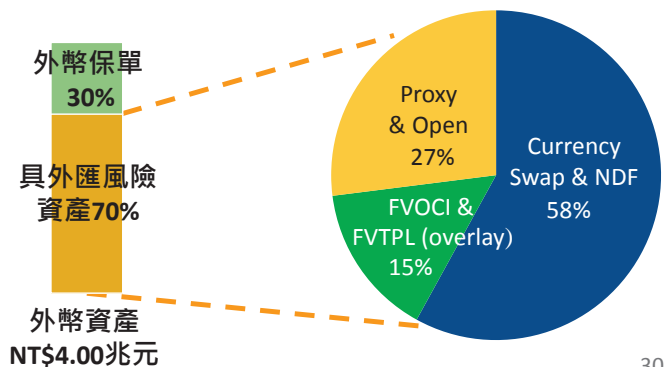 外幣保單
30%
具外匯風險
資產70%
外幣資產
NT$4.00兆元
Proxy
& Open
27%
Currency
Swap & NDF
58%
FVOCI &
FVTPL (overlay)
15%
30